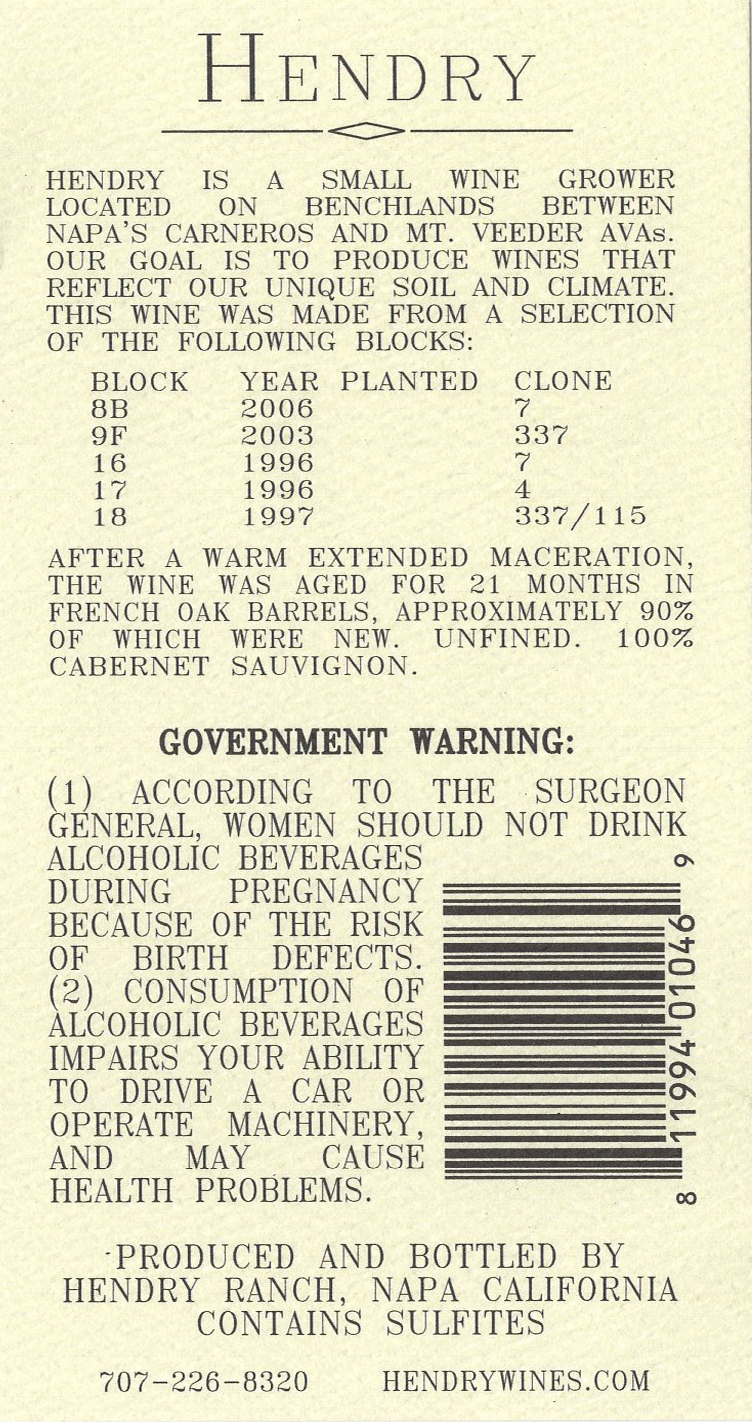 HENDRY
HENDRY IS A SMALL WINE GROWER
LOCATED ON BENCHLANDS BETWEEN
NAPA'S CARNEROS AND MT. VEEDER AVAs.
OUR GOAL IS TO PRODUCE WINES THAT
REFLECT OUR UNIQUE SOIL AND CLIMATE.
THIS WINE WAS MADE FROM A SELECTION
OF THE FOLLOWING BLOCKS:
BLOCK YEAR PLANTED CLONE
8B 2006 7
9F 2003 337
16 1996 7
17 1996 4
18 1997 337/115
AFTER A WARM EXTENDED MACERATION,
THE WINE WAS AGED FOR 21 MONTHS IN
FRENCH OAK BARRELS, APPROXIMATELY 90%
OF WHICH WERE NEW. UNFINED. 100%
CABERNET SAUVIGNON.
GOVERNMENT WARNING:
(1) ACCORDING TO THE SURGEON
GENERAL, WOMEN SHOULD NOT DRINK
ALCOHOLIC BEVERAGES
DURING PREGNANCY
BECAUSE OF THE RISK
OF BIRTH DEFECTS.
(2) CONSUMPTION OF
ALCOHOLIC BEVERAGES
IMPAIRS YOUR ABILITY
TO DRIVE A CAR OR
OPERATE MACHINERY,
AND MAY CAUSE
HEALTH PROBLEMS.
8 11994 01046 9
PRODUCED AND BOTTLED BY
HENDRY RANCH, NAPA CALIFORNIA
CONTAINS SULFITES
707-226-8320 HENDRYWINES.COM